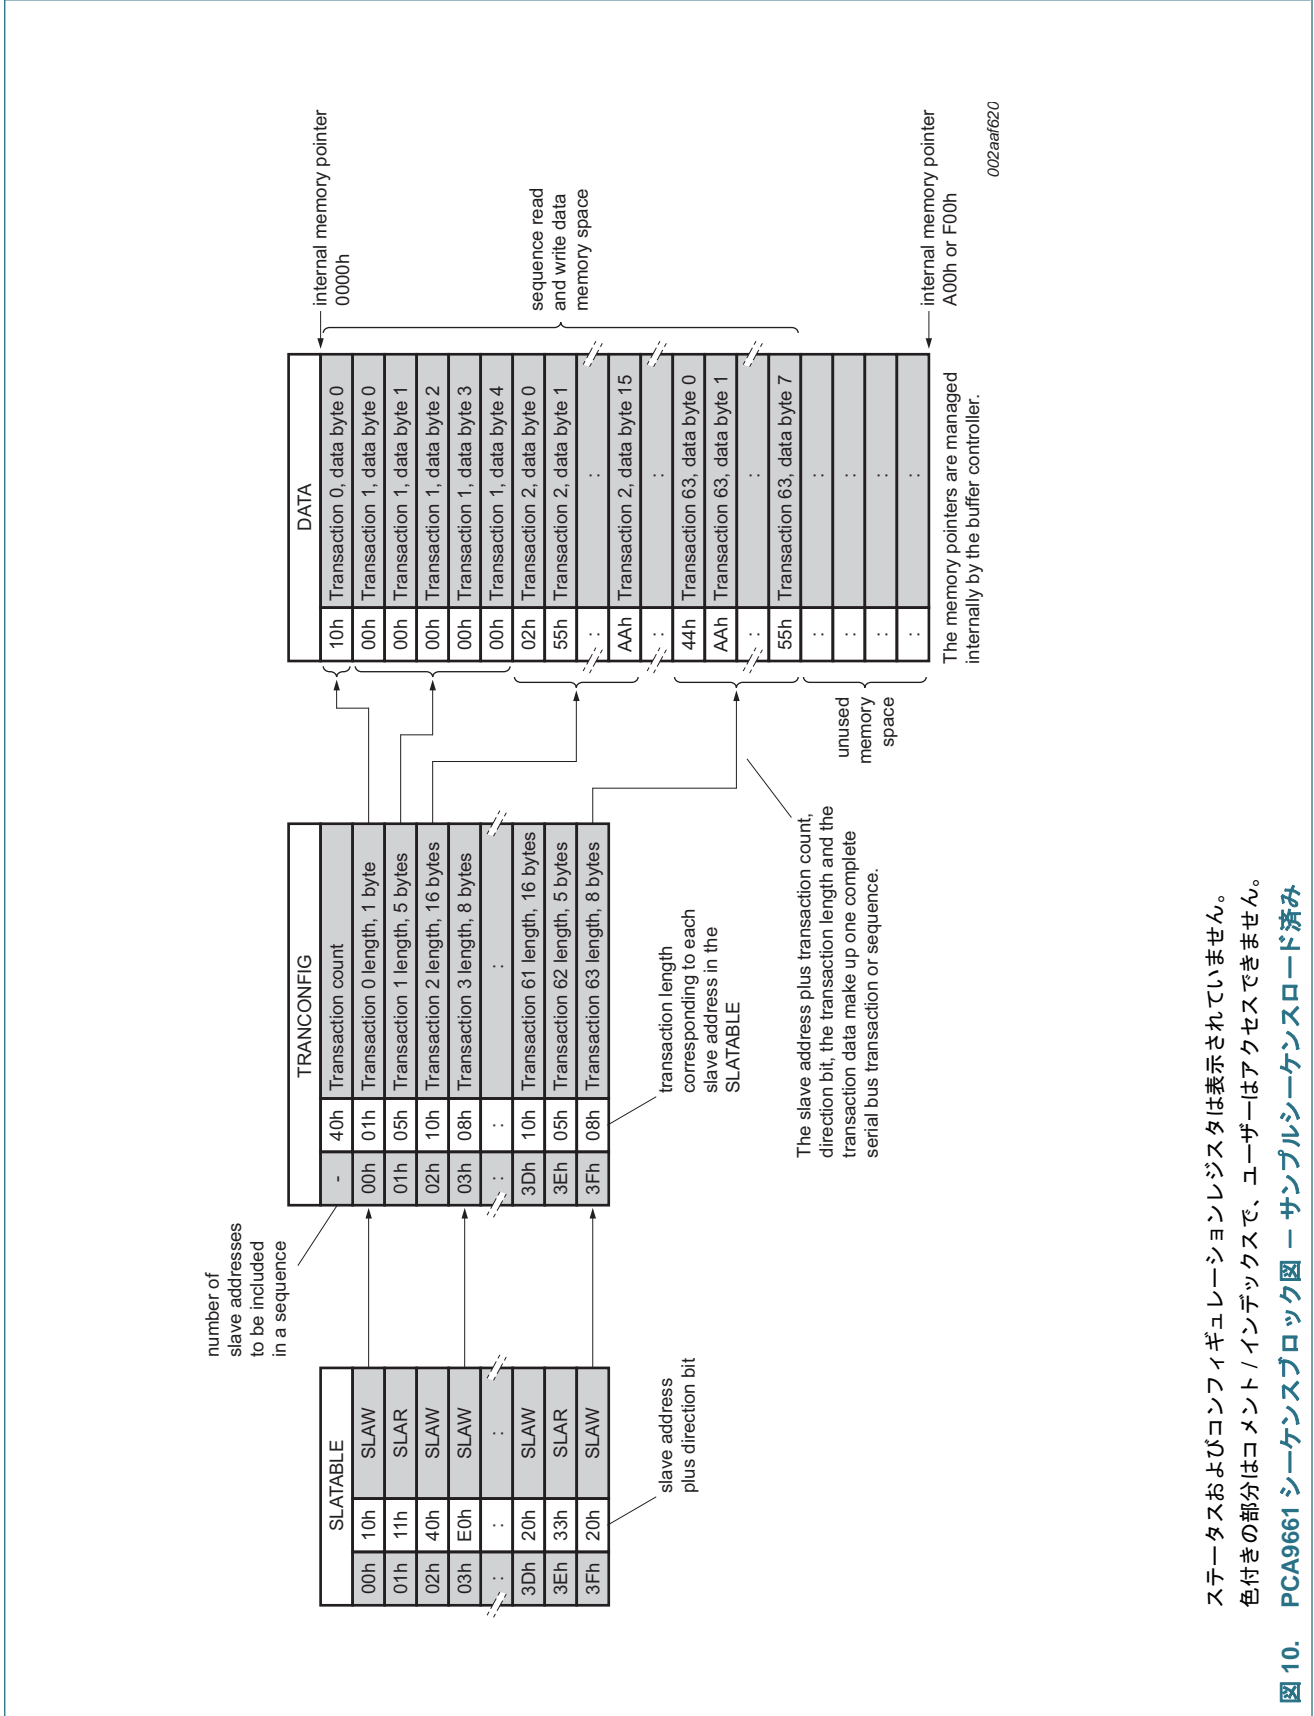 number of
slave addresses
to be included
in a sequence
SLATABLE
00h 10h SLAW
01h 11h SLAR
02h 40h SLAW
03h E0h SLAW
: : :
3Dh 20h SLAW
3Eh 33h SLAR
3Fh 20h SLAW
slave address
plus direction bit
TRANCONFIG
- 40h Transaction count
00h 01h Transaction 0 length, 1 byte
01h 05h Transaction 1 length, 5 bytes
02h 10h Transaction 2 length, 16 bytes
03h 08h Transaction 3 length, 8 bytes
: : :
3Dh 10h Transaction 61 length, 16 bytes
3Eh 05h Transaction 62 length, 5 bytes
3Fh 08h Transaction 63 length, 8 bytes
transaction length
corresponding to each
slave address in the
SLATABLE
DATA
10h Transaction 0, data byte 0
00h Transaction 1, data byte 0
00h Transaction 1, data byte 1
00h Transaction 1, data byte 2
00h Transaction 1, data byte 3
00h Transaction 1, data byte 4
02h Transaction 2, data byte 0
55h Transaction 2, data byte 1
: :
AAh Transaction 2, data byte 15
: :
44h Transaction 63, data byte 0
AAh Transaction 63, data byte 1
: :
55h Transaction 63, data byte 7
: :
: :
: :
: :
internal memory pointer
0000h
sequence read
and write data
memory space
internal memory pointer
A00h or F00h
unused
memory
space
The memory pointers are managed
internally by the buffer controller.
The slave address plus transaction count,
direction bit, the transaction length and the
transaction data make up one complete
serial bus transaction or sequence.
002aaf620
ステータスおよびコンフィギュレーションレジスタは表示されていません。
色付きの部分はコメント / インデックスで、ユーザーはアクセスできません。
図 10. PCA9661 シーケンスブロック図 － サンプルシーケンスロード済み